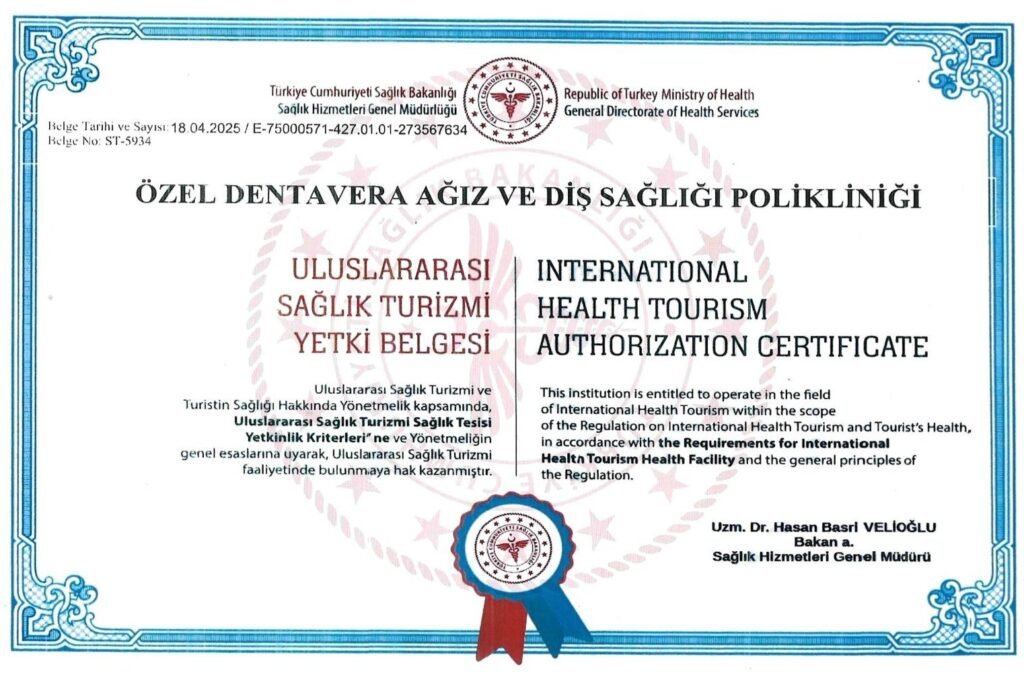 Türkiye Cumhuriyeti Sağlık Bakanlığı
Sağlık Hizmetleri Genel Müdürlüğü
Republic of Turkey Ministry of Health
General Directorate of Health Services
Belge Tarihi ve Sayısı: 18.04.2025 / E-75000571-427.01.01-273567634
Belge No: ST-5934
ÖZEL DENTAVERA AĞIZ VE DİŞ SAĞLIĞI POLİKLİNİĞİ
ULUSLARARASI
SAĞLIK TURİZMİ
YETKİ BELGESİ
INTERNATIONAL
HEALTH TOURISM
AUTHORIZATION CERTIFICATE
Uluslararası Sağlık Turizmi ve
Turistin Sağlığı Hakkında Yönetmelik kapsamında,
Uluslararası Sağlık Turizmi Sağlık Tesisi
Yetkinlik Kriterleri" ne ve Yönetmeliğin
genel esaslarına uyarak, Uluslararası Sağlık Turizmi
faaliyetinde bulunmaya hak kazanmıştır.
This institution is entitled to operate in the field
of International Health Tourism within the scope
of the Regulation on International Health Tourism and Tourist's Health,
in accordance with the Requirements for International
Health Tourism Health Facility and the general principles of
the Regulation.
Uzm. Dr. Hasan Basri VELİOĞLU
Bakan a.
Sağlık Hizmetleri Genel Müdürü